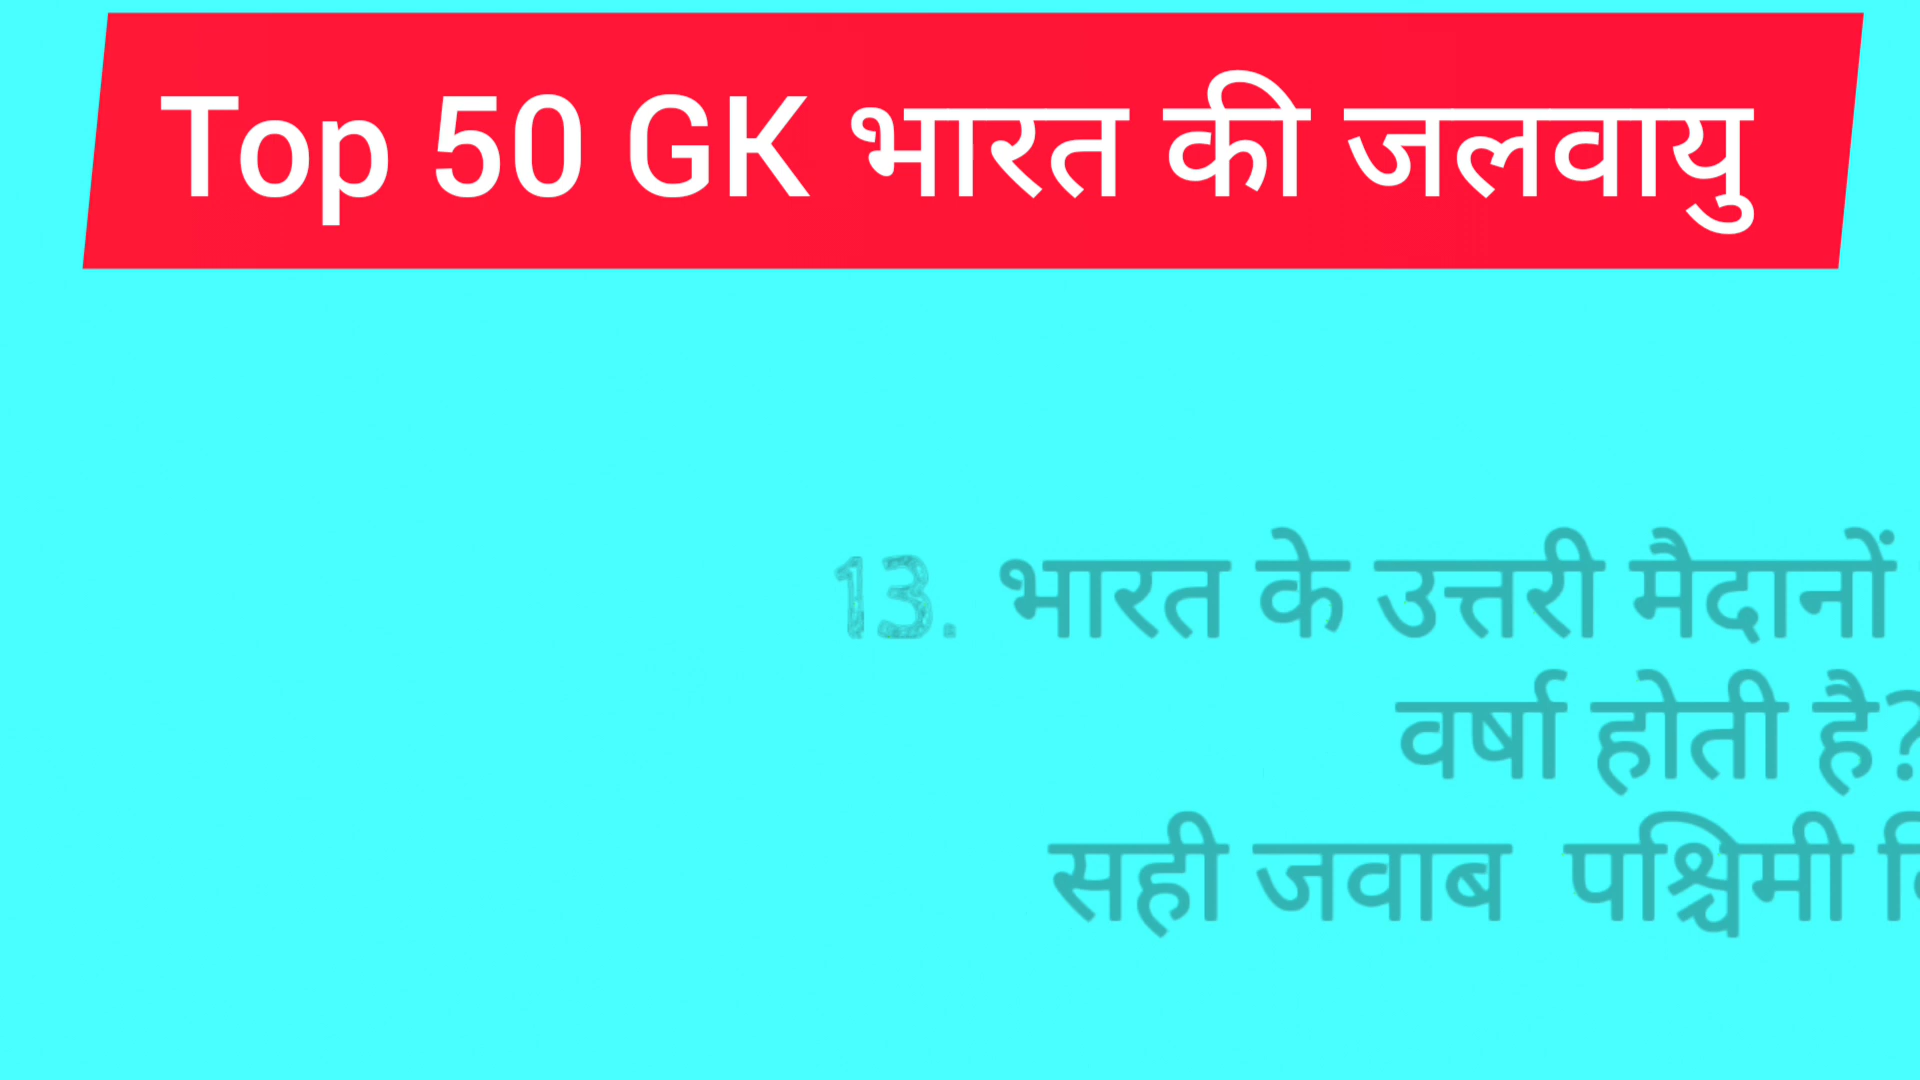 Top 50 GK भारत की जलवायु
13. भारत के उत्तरी मैदानों
वर्षा होती है?
सही जवाब पश्चिमी